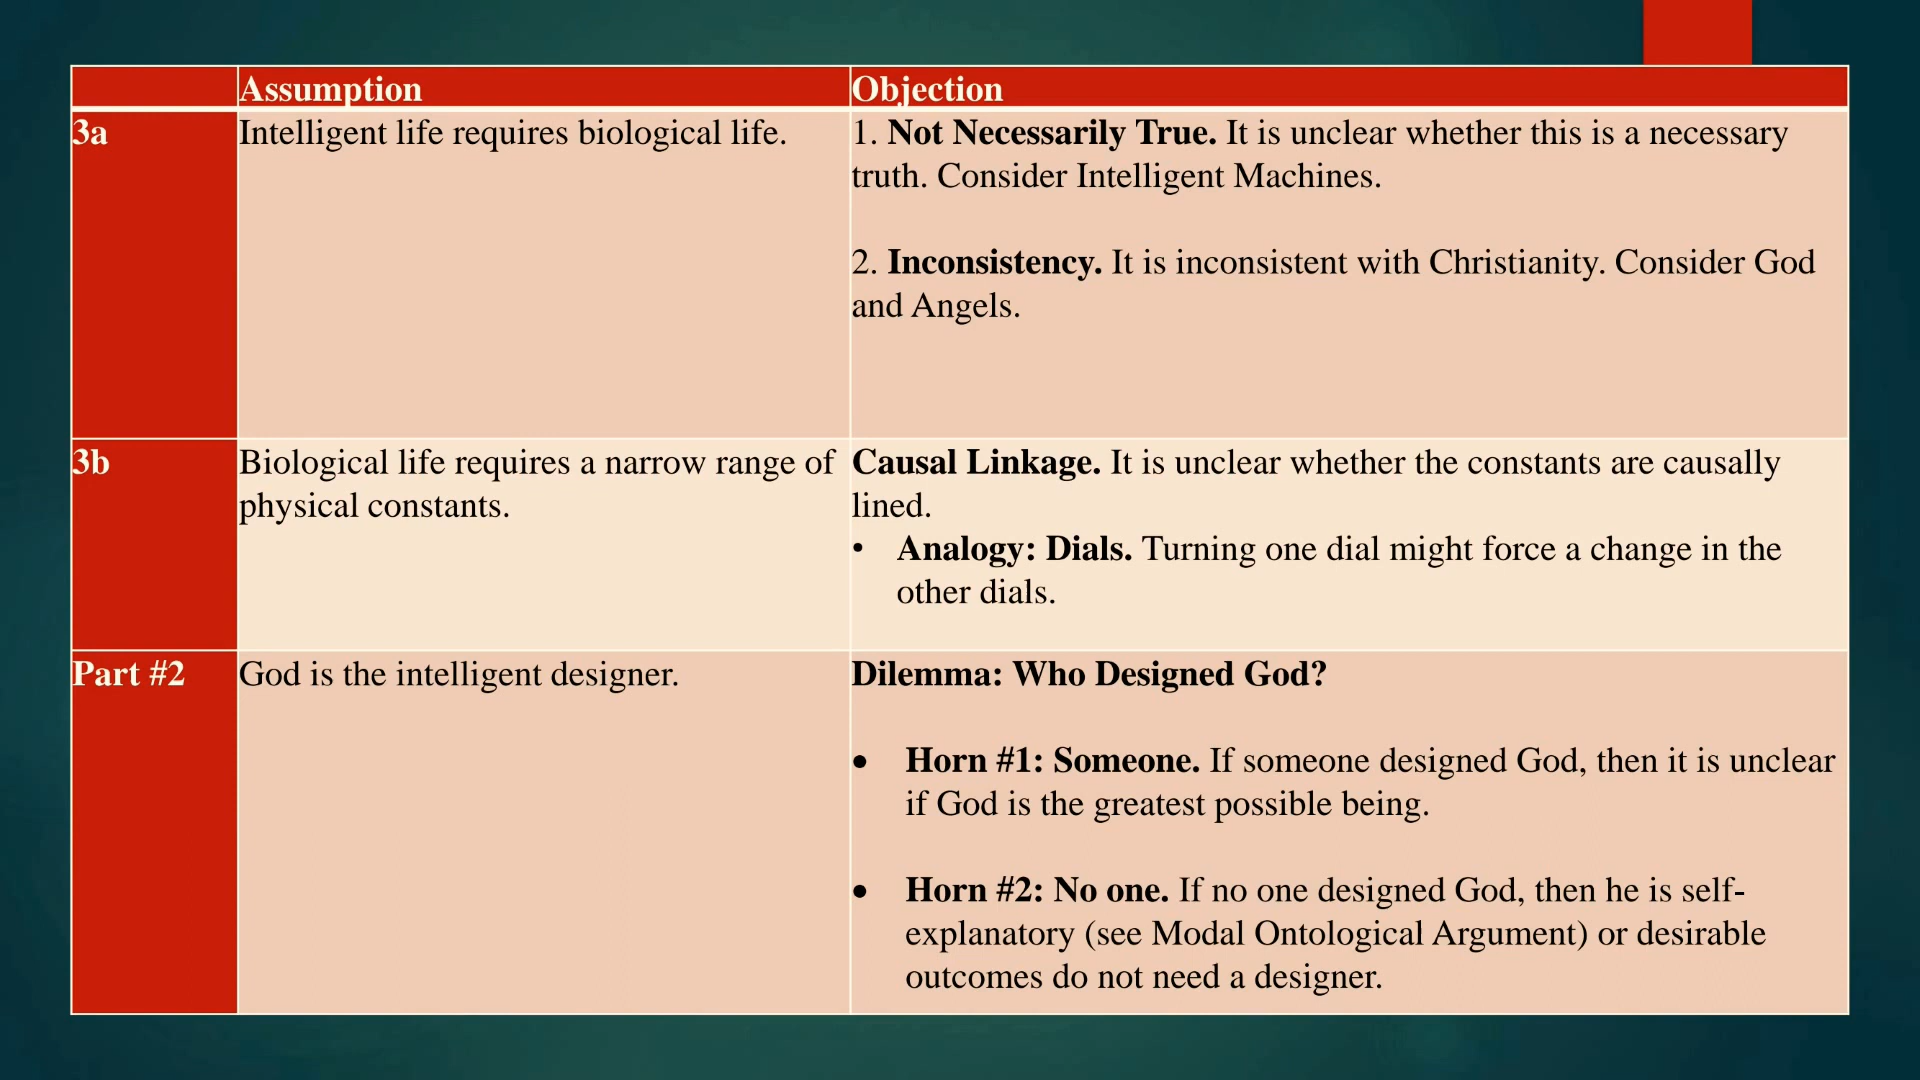 Assumption
Objection
3a
Intelligent life requires biological life.
1. Not Necessarily True. It is unclear whether this is a necessary
truth. Consider Intelligent Machines.
2. Inconsistency. It is inconsistent with Christianity. Consider God
and Angels.
3b
Biological life requires a narrow range of
physical constants.
Causal Linkage. It is unclear whether the constants are causally
lined.
• Analogy: Dials. Turning one dial might force a change in the
other dials.
Part #2
God is the intelligent designer.
Dilemma: Who Designed God?
• Horn #1: Someone. If someone designed God, then it is unclear
if God is the greatest possible being.
• Horn #2: No one. If no one designed God, then he is self-
explanatory (see Modal Ontological Argument) or desirable
outcomes do not need a designer.